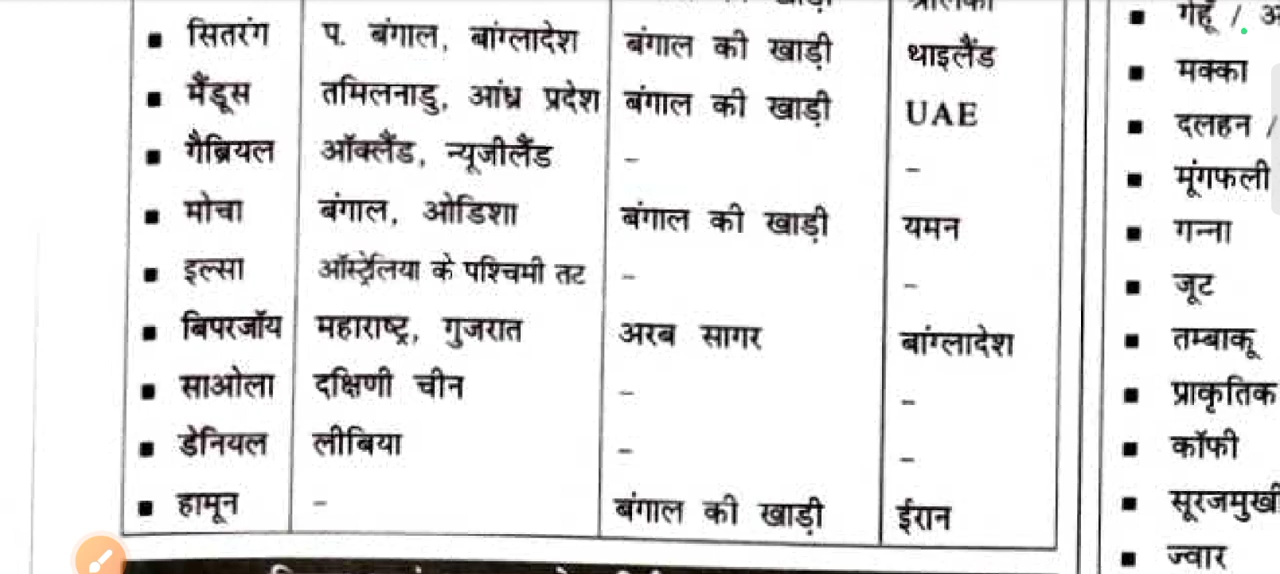 ■ सितरंग प. बंगाल, बांग्लादेश बंगाल की खाड़ी थाइलैंड
■ मैंडूस तमिलनाडु, आंध्र प्रदेश बंगाल की खाड़ी UAE
■ गैब्रियल ऑक्लैंड, न्यूजीलैंड – –
■ मोचा बंगाल, ओडिशा बंगाल की खाड़ी यमन
■ इल्सा ऑस्ट्रेलिया के पश्चिमी तट – –
■ बिपरजॉय महाराष्ट्र, गुजरात अरब सागर बांग्लादेश
■ साओला दक्षिणी चीन – –
■ डेनियल लीबिया – –
■ हामून – बंगाल की खाड़ी ईरान
■ गेहूँ /
■ मक्का
■ दलहन /
■ मूंगफली
■ गन्ना
■ जूट
■ तम्बाकू
■ प्राकृतिक
■ कॉफी
■ सूरजमुखी
■ ज्वार